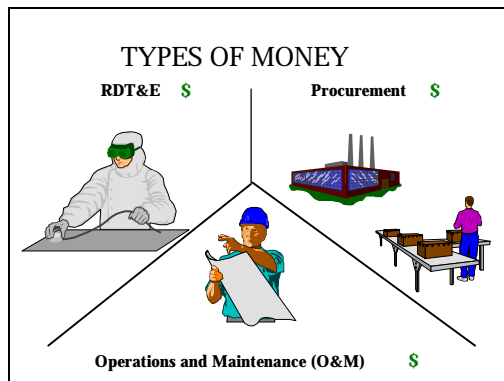 TYPES OF MONEY
RDT&E $
Procurement $
Operations and Maintenance (O&M) $